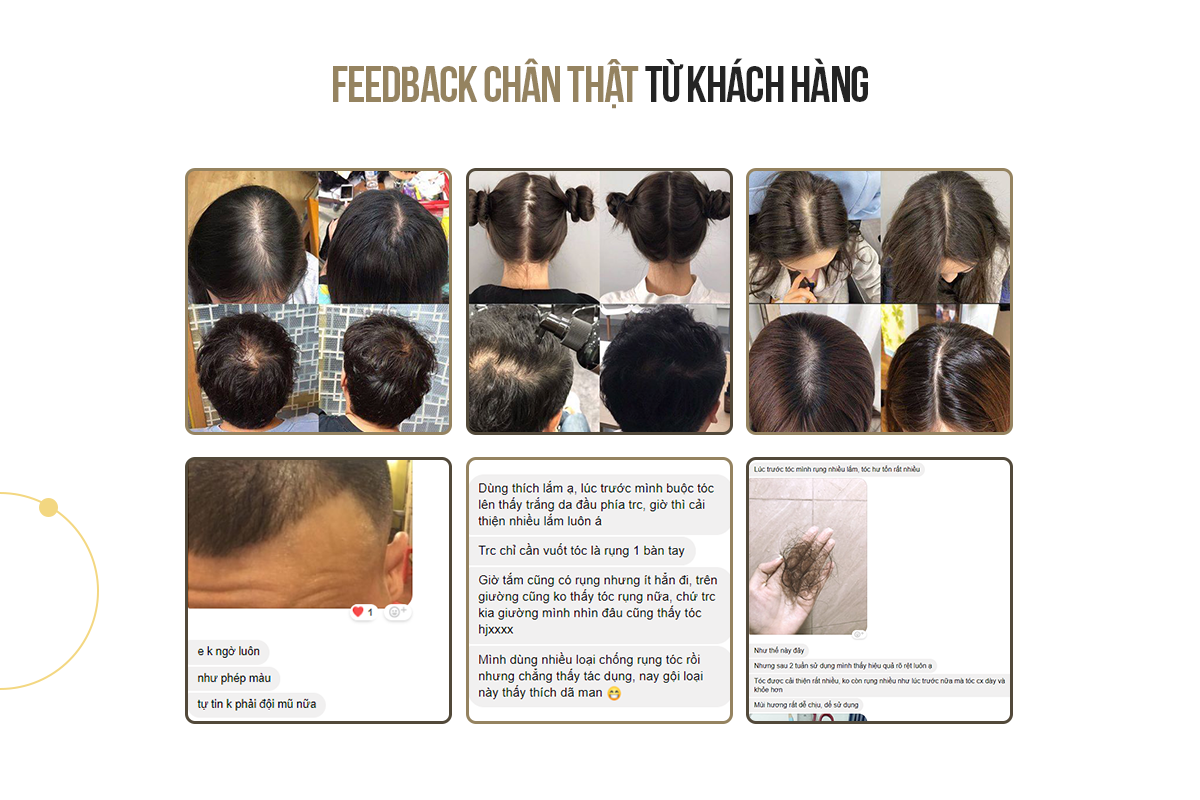 FEEDBACK CHÂN THẬT TỪ KHÁCH HÀNG
1
e k ngờ luôn
như phép màu
tự tin k phải đội mũ nữa
Dùng thích lắm ạ, lúc trước mình buộc tóc
lên thấy trắng da đầu phía trc, giờ thì cải
thiện nhiều lắm luôn á
Trc chỉ cần vuốt tóc là rụng 1 bàn tay
Giờ tắm cũng có rụng nhưng ít hẳn đi, trên
giường cũng ko thấy tóc rụng nữa, chứ trc
kia giường mình nhìn đâu cũng thấy tóc
hjxxxx
Mình dùng nhiều loại chống rụng tóc rồi
nhưng chẳng thấy tác dụng, nay gội loại
này thấy thích dã man 😁
Lúc trước tóc mình rụng nhiều lắm, tóc hư tổn rất nhiều
Như thế này đây
Nhưng sau 2 tuần sử dụng mình thấy hiệu quả rõ rệt luôn ạ
Tóc được cải thiện rất nhiều, ko còn rụng nhiều như lúc trước nữa mà tóc cx dày và
khỏe hơn
Mùi hương rất dễ chịu, dễ sử dụng